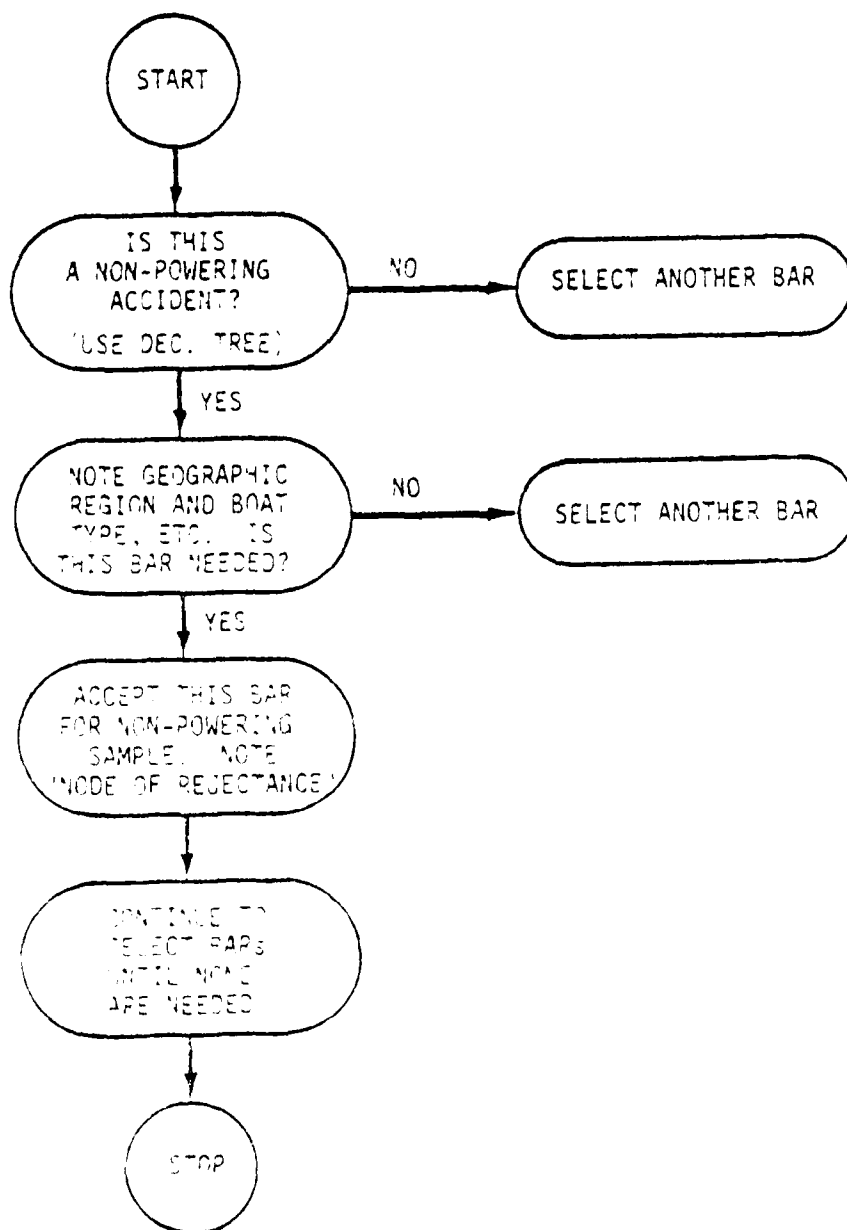 START
IS THIS
A NON-POWERING
ACCIDENT?
(USE DEC. TREE)
NO
SELECT ANOTHER BAR
YES
NOTE GEOGRAPHIC
REGION AND BOAT
TYPE, ETC. IS
THIS BAR NEEDED?
NO
SELECT ANOTHER BAR
YES
ACCEPT THIS BAR
FOR NON-POWERING
SAMPLE. NOTE
"NODE OF REJECTANCE"
CONTINUE TO
SELECT BARs
UNTIL NONE
ARE NEEDED
STOP